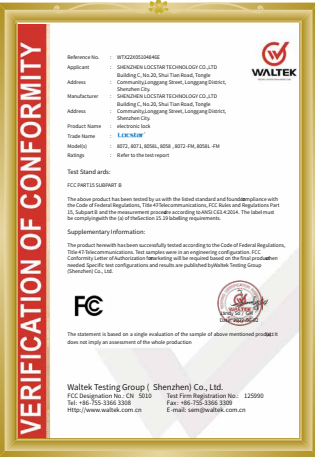 VERIFICATION OF CONFORMITY
WALTEK
Reference No. : WTX22X05104846E
Applicant : SHENZHEN LOCSTAR TECHNOLOGY CO.,LTD
Building C, No.20, Shui Tian Road, Tongle
Address : Community,Longgang Street, Longgang District,
Shenzhen City.
Manufacturer : SHENZHEN LOCSTAR TECHNOLOGY CO.,LTD
Building C, No.20, Shui Tian Road, Tongle
Address : Community,Longgang Street, Longgang District,
Shenzhen City.
Product Name : electronic lock
Trade Name : Locstar
Model(s) : 8072, 8071, 8058L, 8058 , 8072-FM, 8058L -FM
Ratings : Refer to the test report
Test Stand ards:
FCC PART15 SUBPART B
The above product has been tested by us with the listed standard and found compliance with
the Code of Federal Regulations, Title 47Telecommunications, FCC Rules and Regulations Part
15, Subpart B and the measurement procedure according to ANSI C63.4:2014. The label must
be complyingwith the (a) of theSection 15.19 labelling requirements.
Supplementary Information:
The product herewith has been successfully tested according to the Code of Federal Regulations,
Title 47-Telecommunications. Test samples were in an engineering configuration. FCC
Conformity Letter of Authorization for marketing will be required based on the final product when
needed. Specific test configurations and results are published byWaltek Testing Group
(Shenzhen) Co., Ltd.
FC
WALTEK
The statement is based on a single evaluation of the sample of above mentioned product. it
does not imply an assessment of the whole production
Waltek Testing Group ( Shenzhen) Co., Ltd.
FCC Designation No.: CN 5010 Test Firm Registration No.: 125990
Tel: +86-755-3366 3308 Fax: +86-755-3366 3309
Http://www.waltek.com.cn E-mail: sem@waltek.com.cn